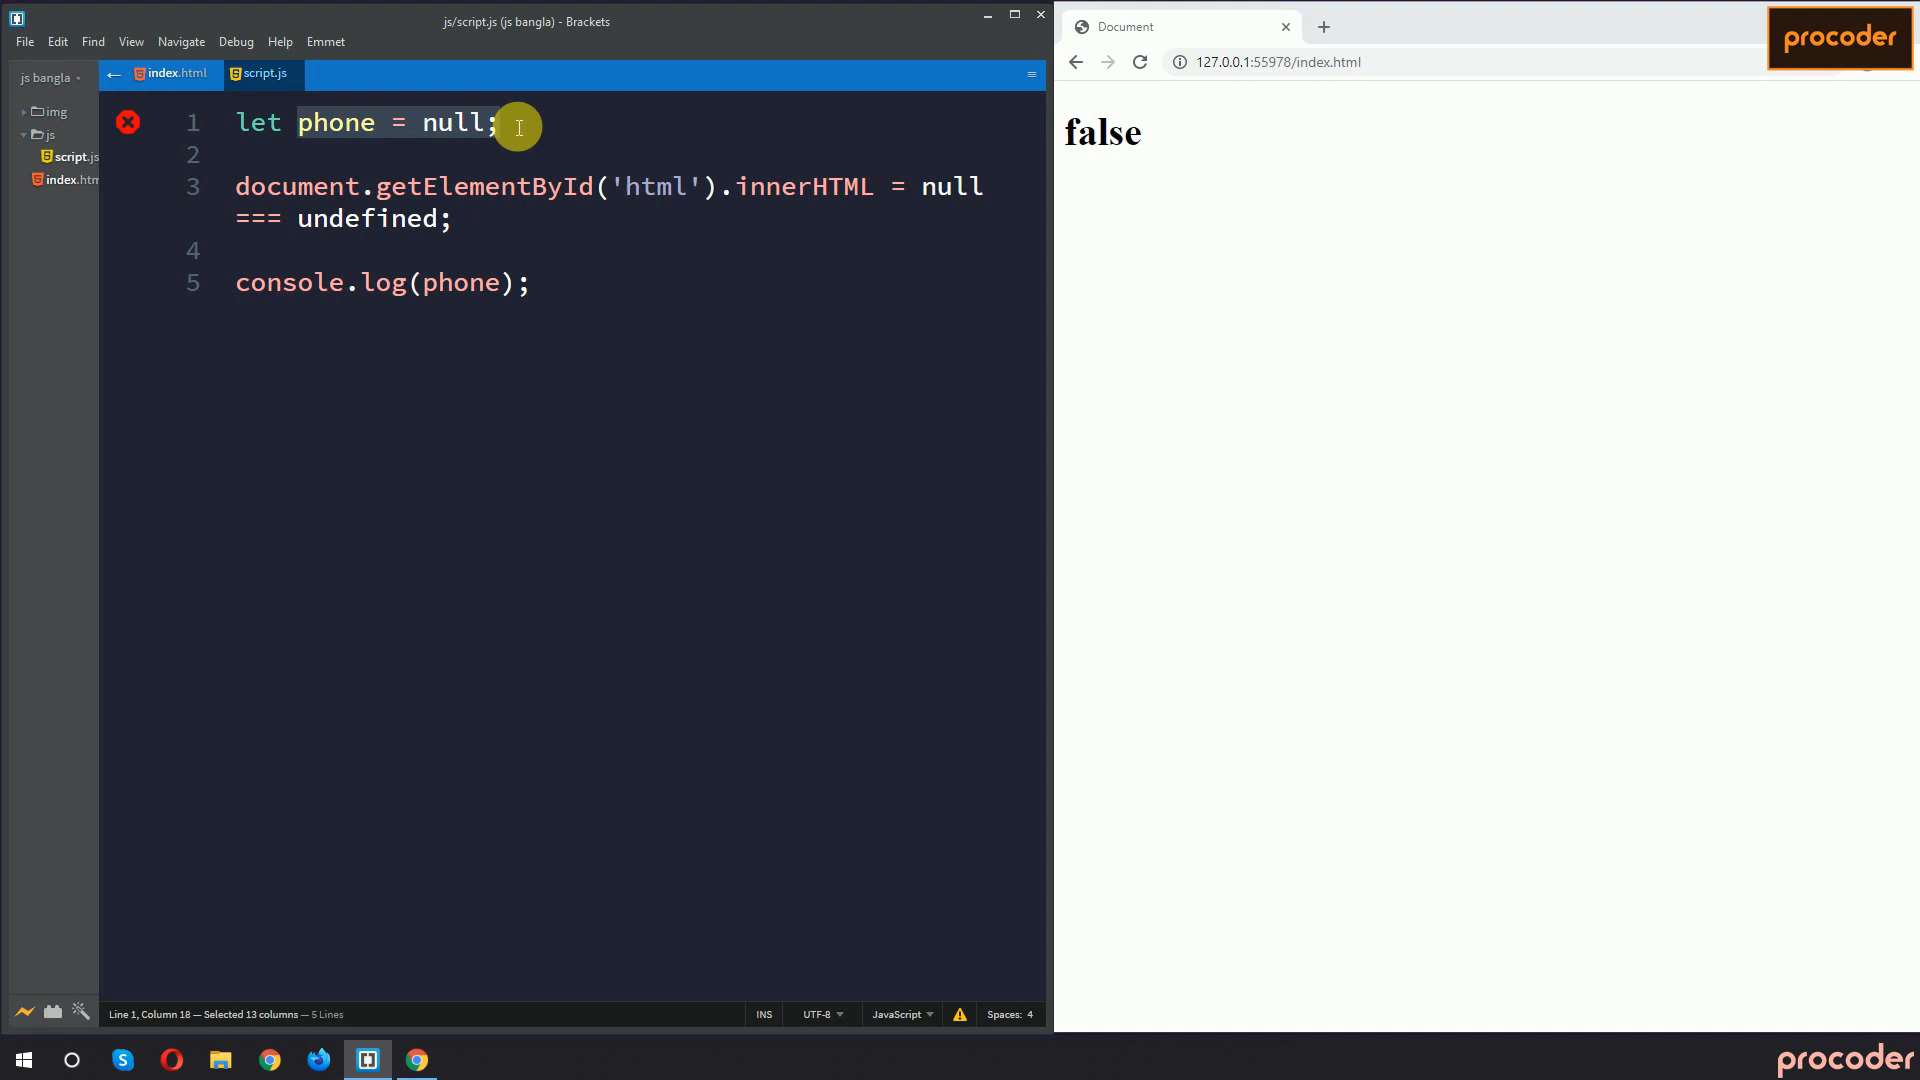 js/script.js (js bangla) - Brackets
File Edit Find View Navigate Debug Help Emmet
js bangla
img
js
script.js
index.htm
index.html
script.js
1 let phone = null;
2
3 document.getElementById('html').innerHTML = null
=== undefined;
4
5 console.log(phone);
Line 1, Column 18 — Selected 13 columns — 5 Lines
INS UTF-8 JavaScript Spaces: 4
Document
127.0.0.1:55978/index.html
procoder
false
procoder